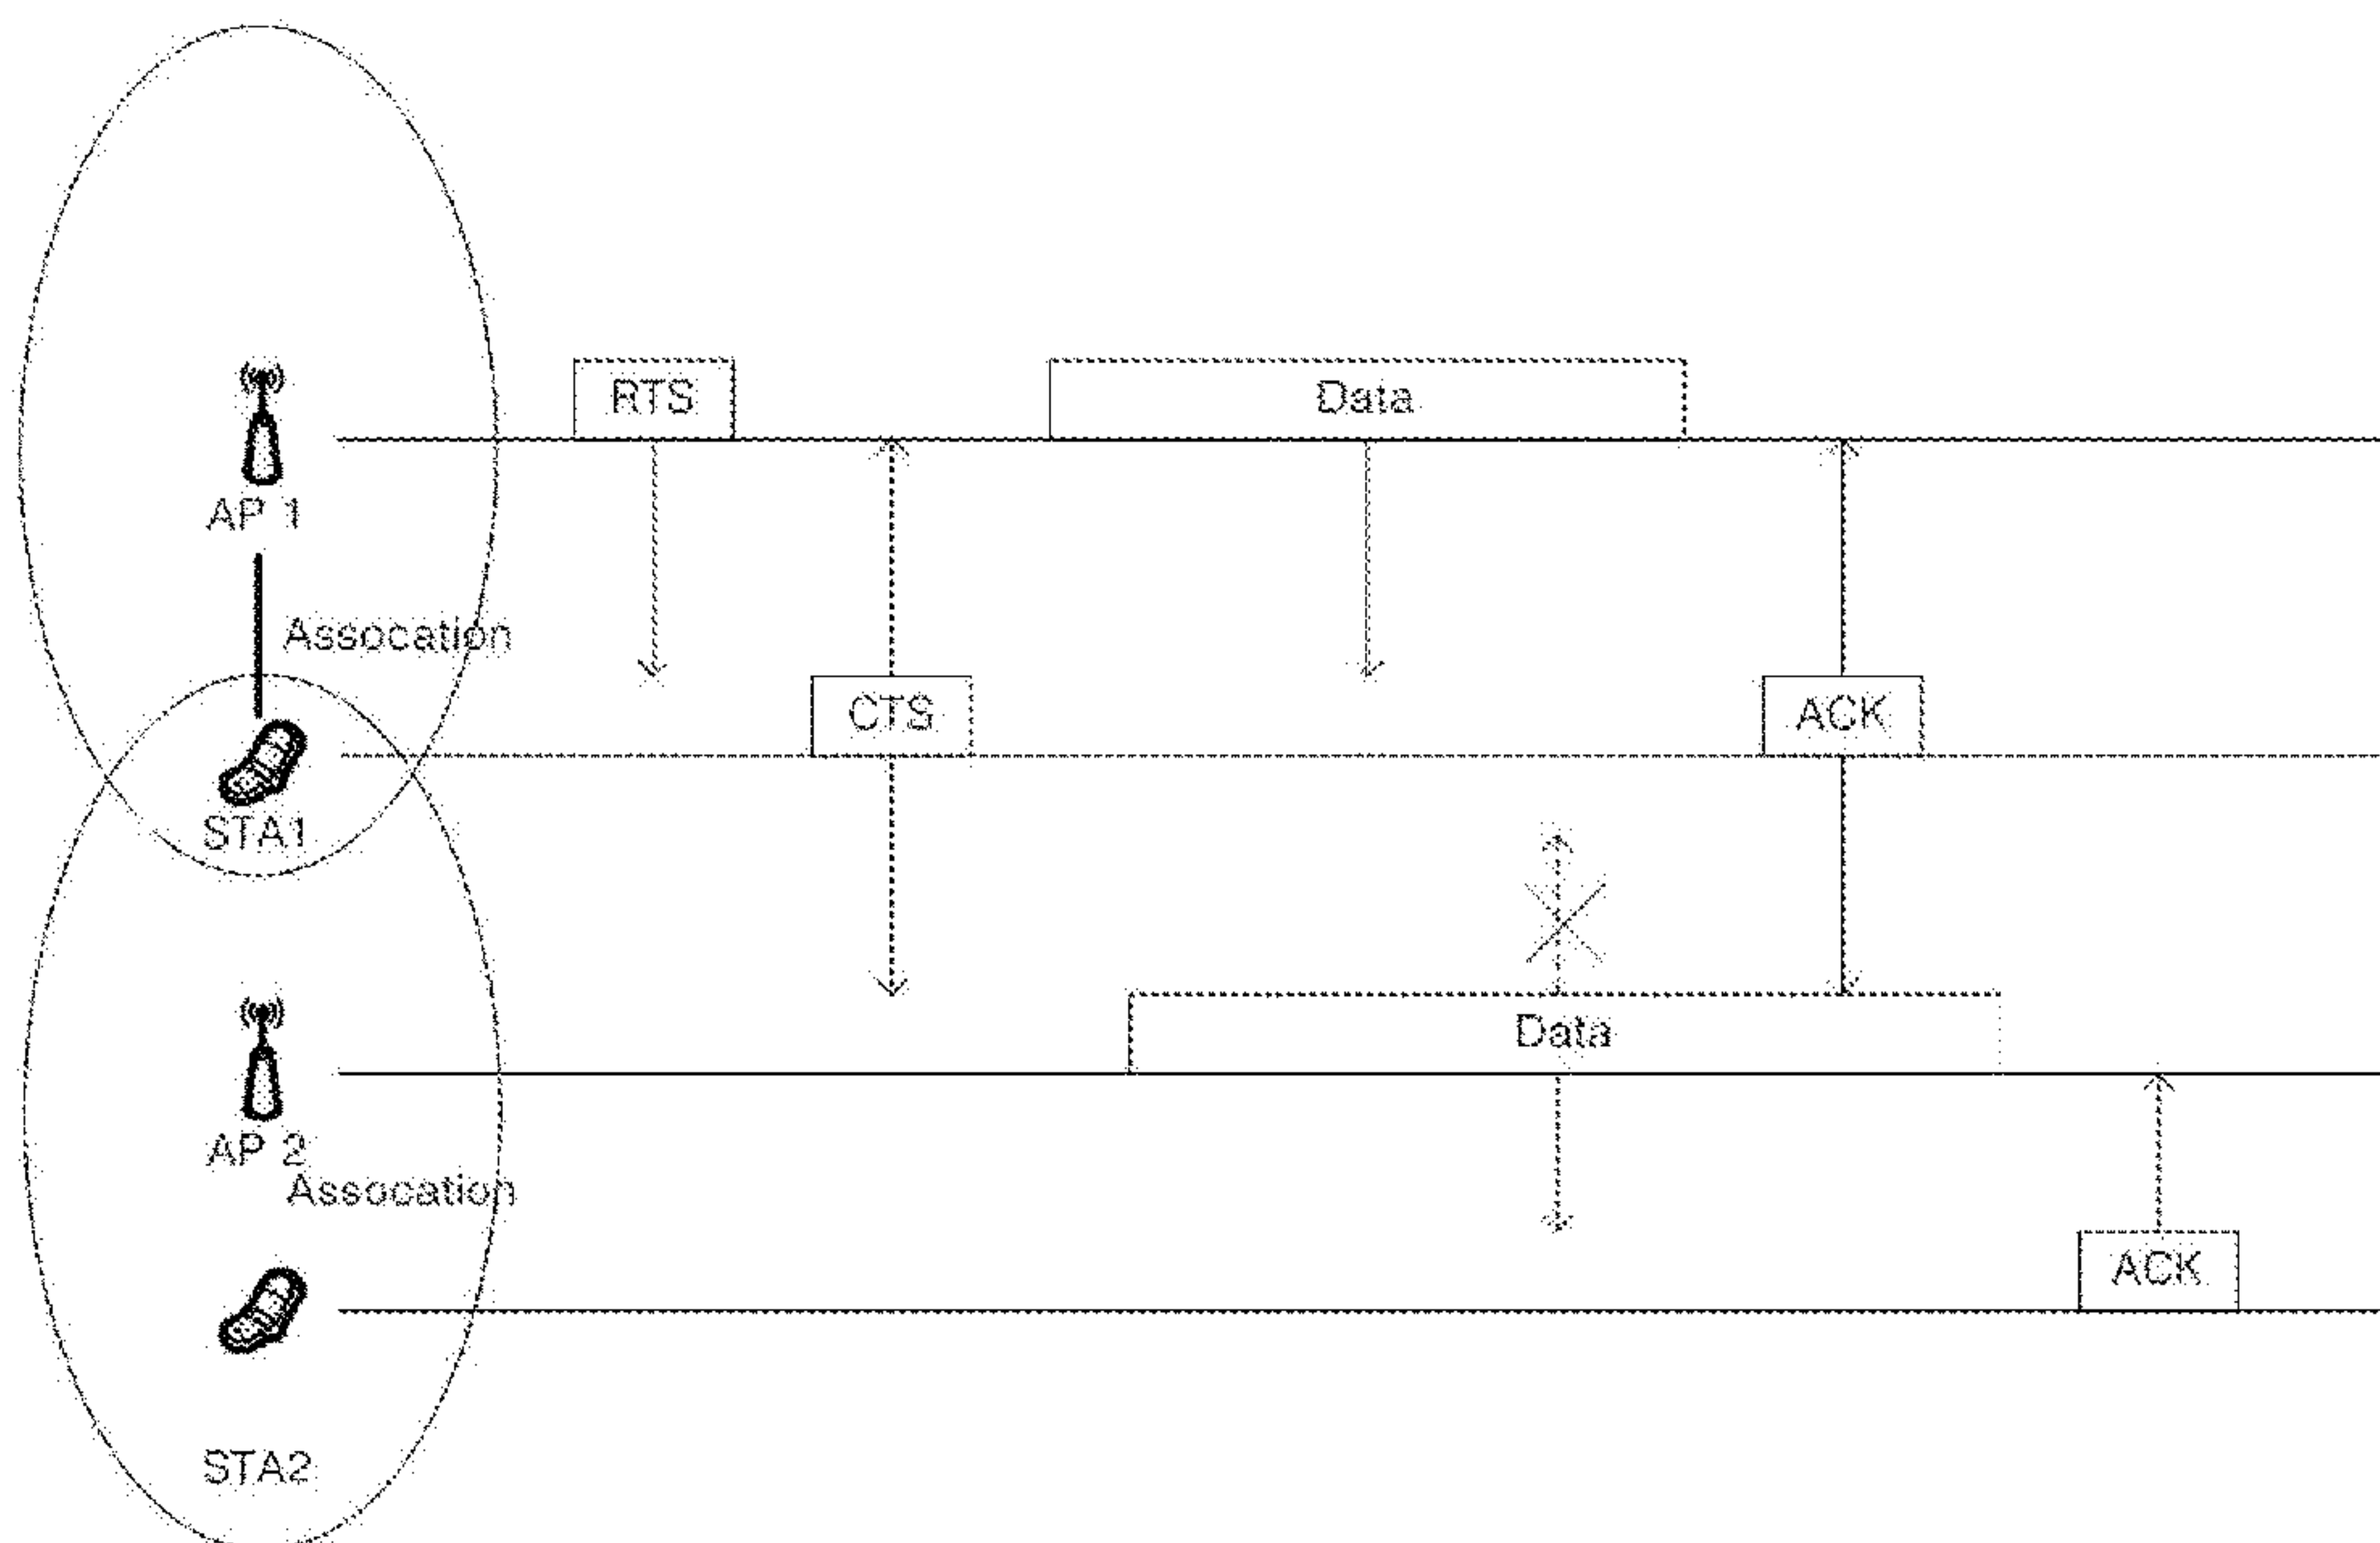 RTS
Data
AP 1
Assocation
CTS
ACK
STA1
Data
AP 2
Assocation
ACK
STA2